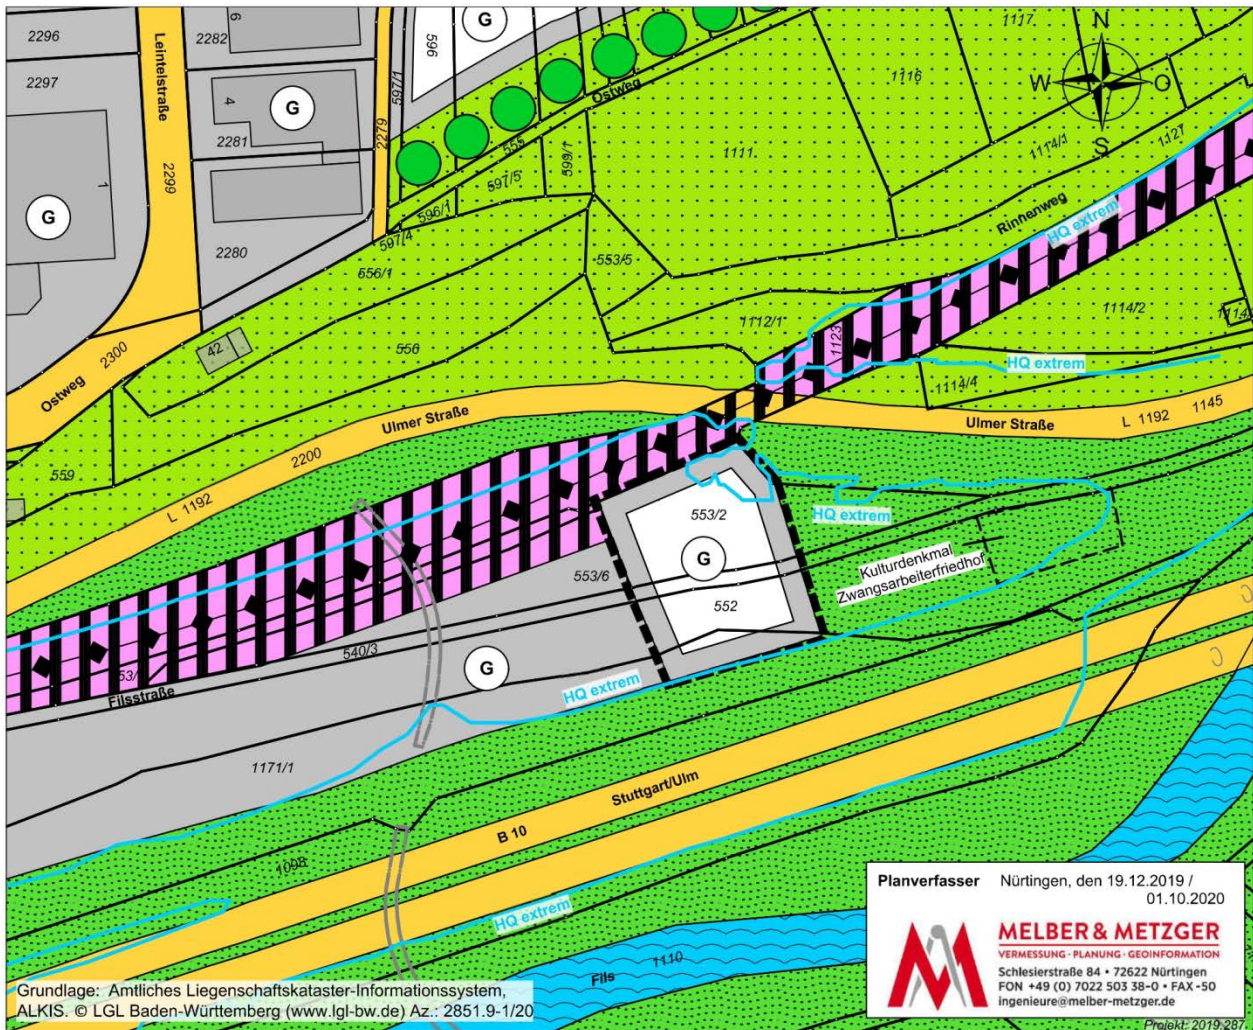 2296
2282
6
G
596
1117
N
2297
Leintelstraße
4
G
597/1
Ostweg
1116
W
O
2281
2279
555
599/1
1111
1114/1
1127
S
1
2299
597/5
G
596/1
Rinnenweg
HQ extrem
2280
597/4
556/1
553/5
1112/1
1123
1114/2
42
556
2300
Ostweg
HQ extrem
1114/4
Ulmer Straße
Ulmer Straße
L 1192
1145
559
2200
L 1192
553/2
HQ extrem
G
553/6
Kulturdenkmal
Zwangsarbeiterfriedhof
552
540/3
G
HQ extrem
Filsstraße
1171/1
Stuttgart/Ulm
B 10
1098
HQ extrem
Fils
1110
Planverfasser Nürtingen, den 19.12.2019 /
01.10.2020
MELBER & METZGER
VERMESSUNG · PLANUNG · GEOINFORMATION
Schlesierstraße 84 • 72622 Nürtingen
FON +49 (0) 7022 503 38-0 • FAX -50
ingenieure@melber-metzger.de
Projekt: 2019.287
Grundlage: Amtliches Liegenschaftskataster-Informationssystem,
ALKIS. © LGL Baden-Württemberg (www.lgl-bw.de) Az.: 2851.9-1/20